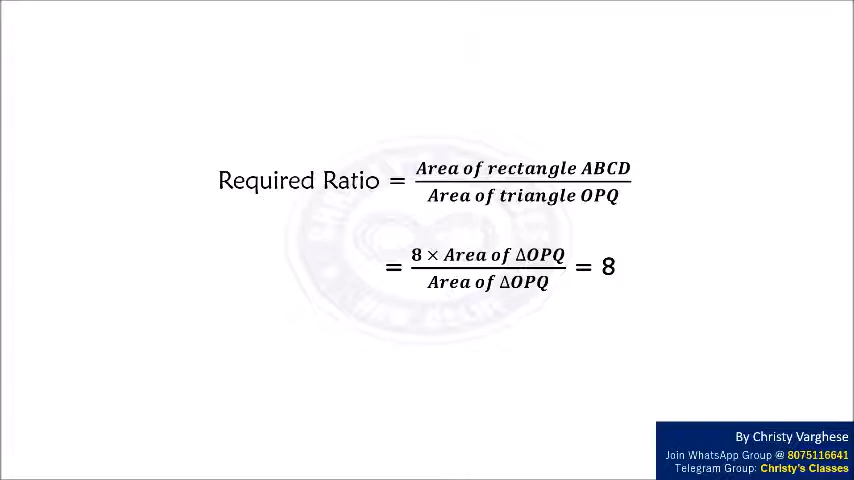 Required Ratio = Area of rectangle ABCD / Area of triangle OPQ
= 8 × Area of ΔOPQ / Area of ΔOPQ = 8
By Christy Varghese
Join WhatsApp Group @ 8075116641
Telegram Group: Christy's Classes